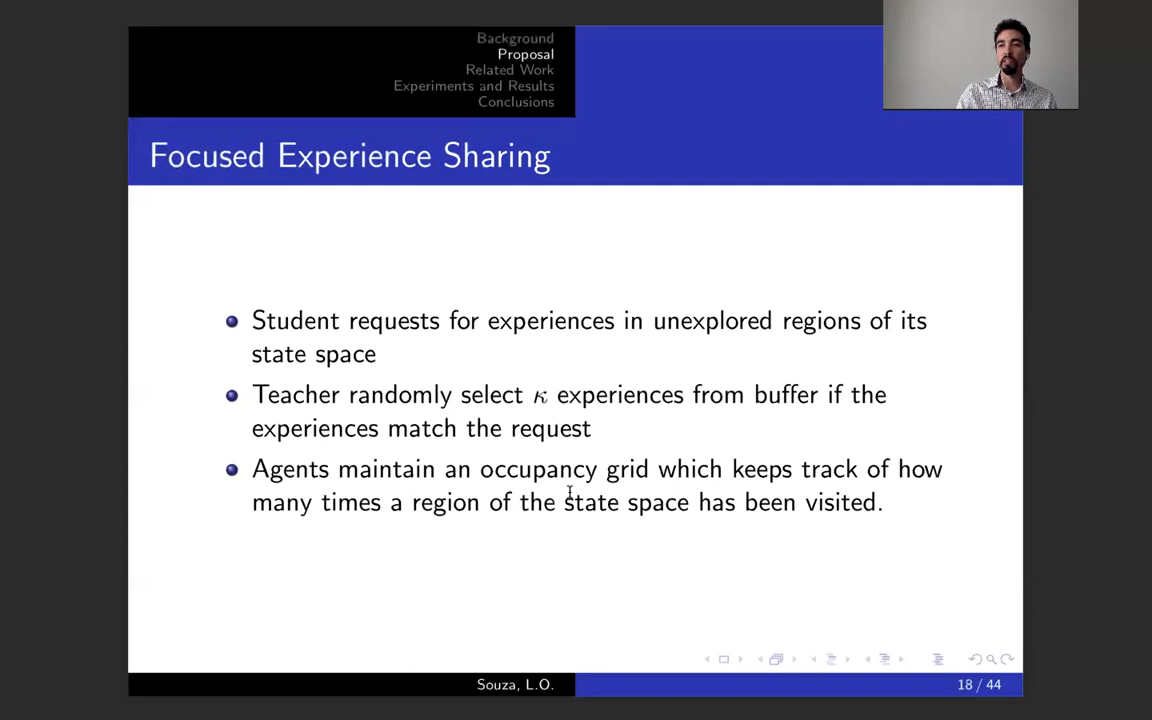 Background
Proposal
Related Work
Experiments and Results
Conclusions
Focused Experience Sharing
Student requests for experiences in unexplored regions of its
state space
Teacher randomly select κ experiences from buffer if the
experiences match the request
Agents maintain an occupancy grid which keeps track of how
many times a region of the state space has been visited.
Souza, L.O.
18 / 44